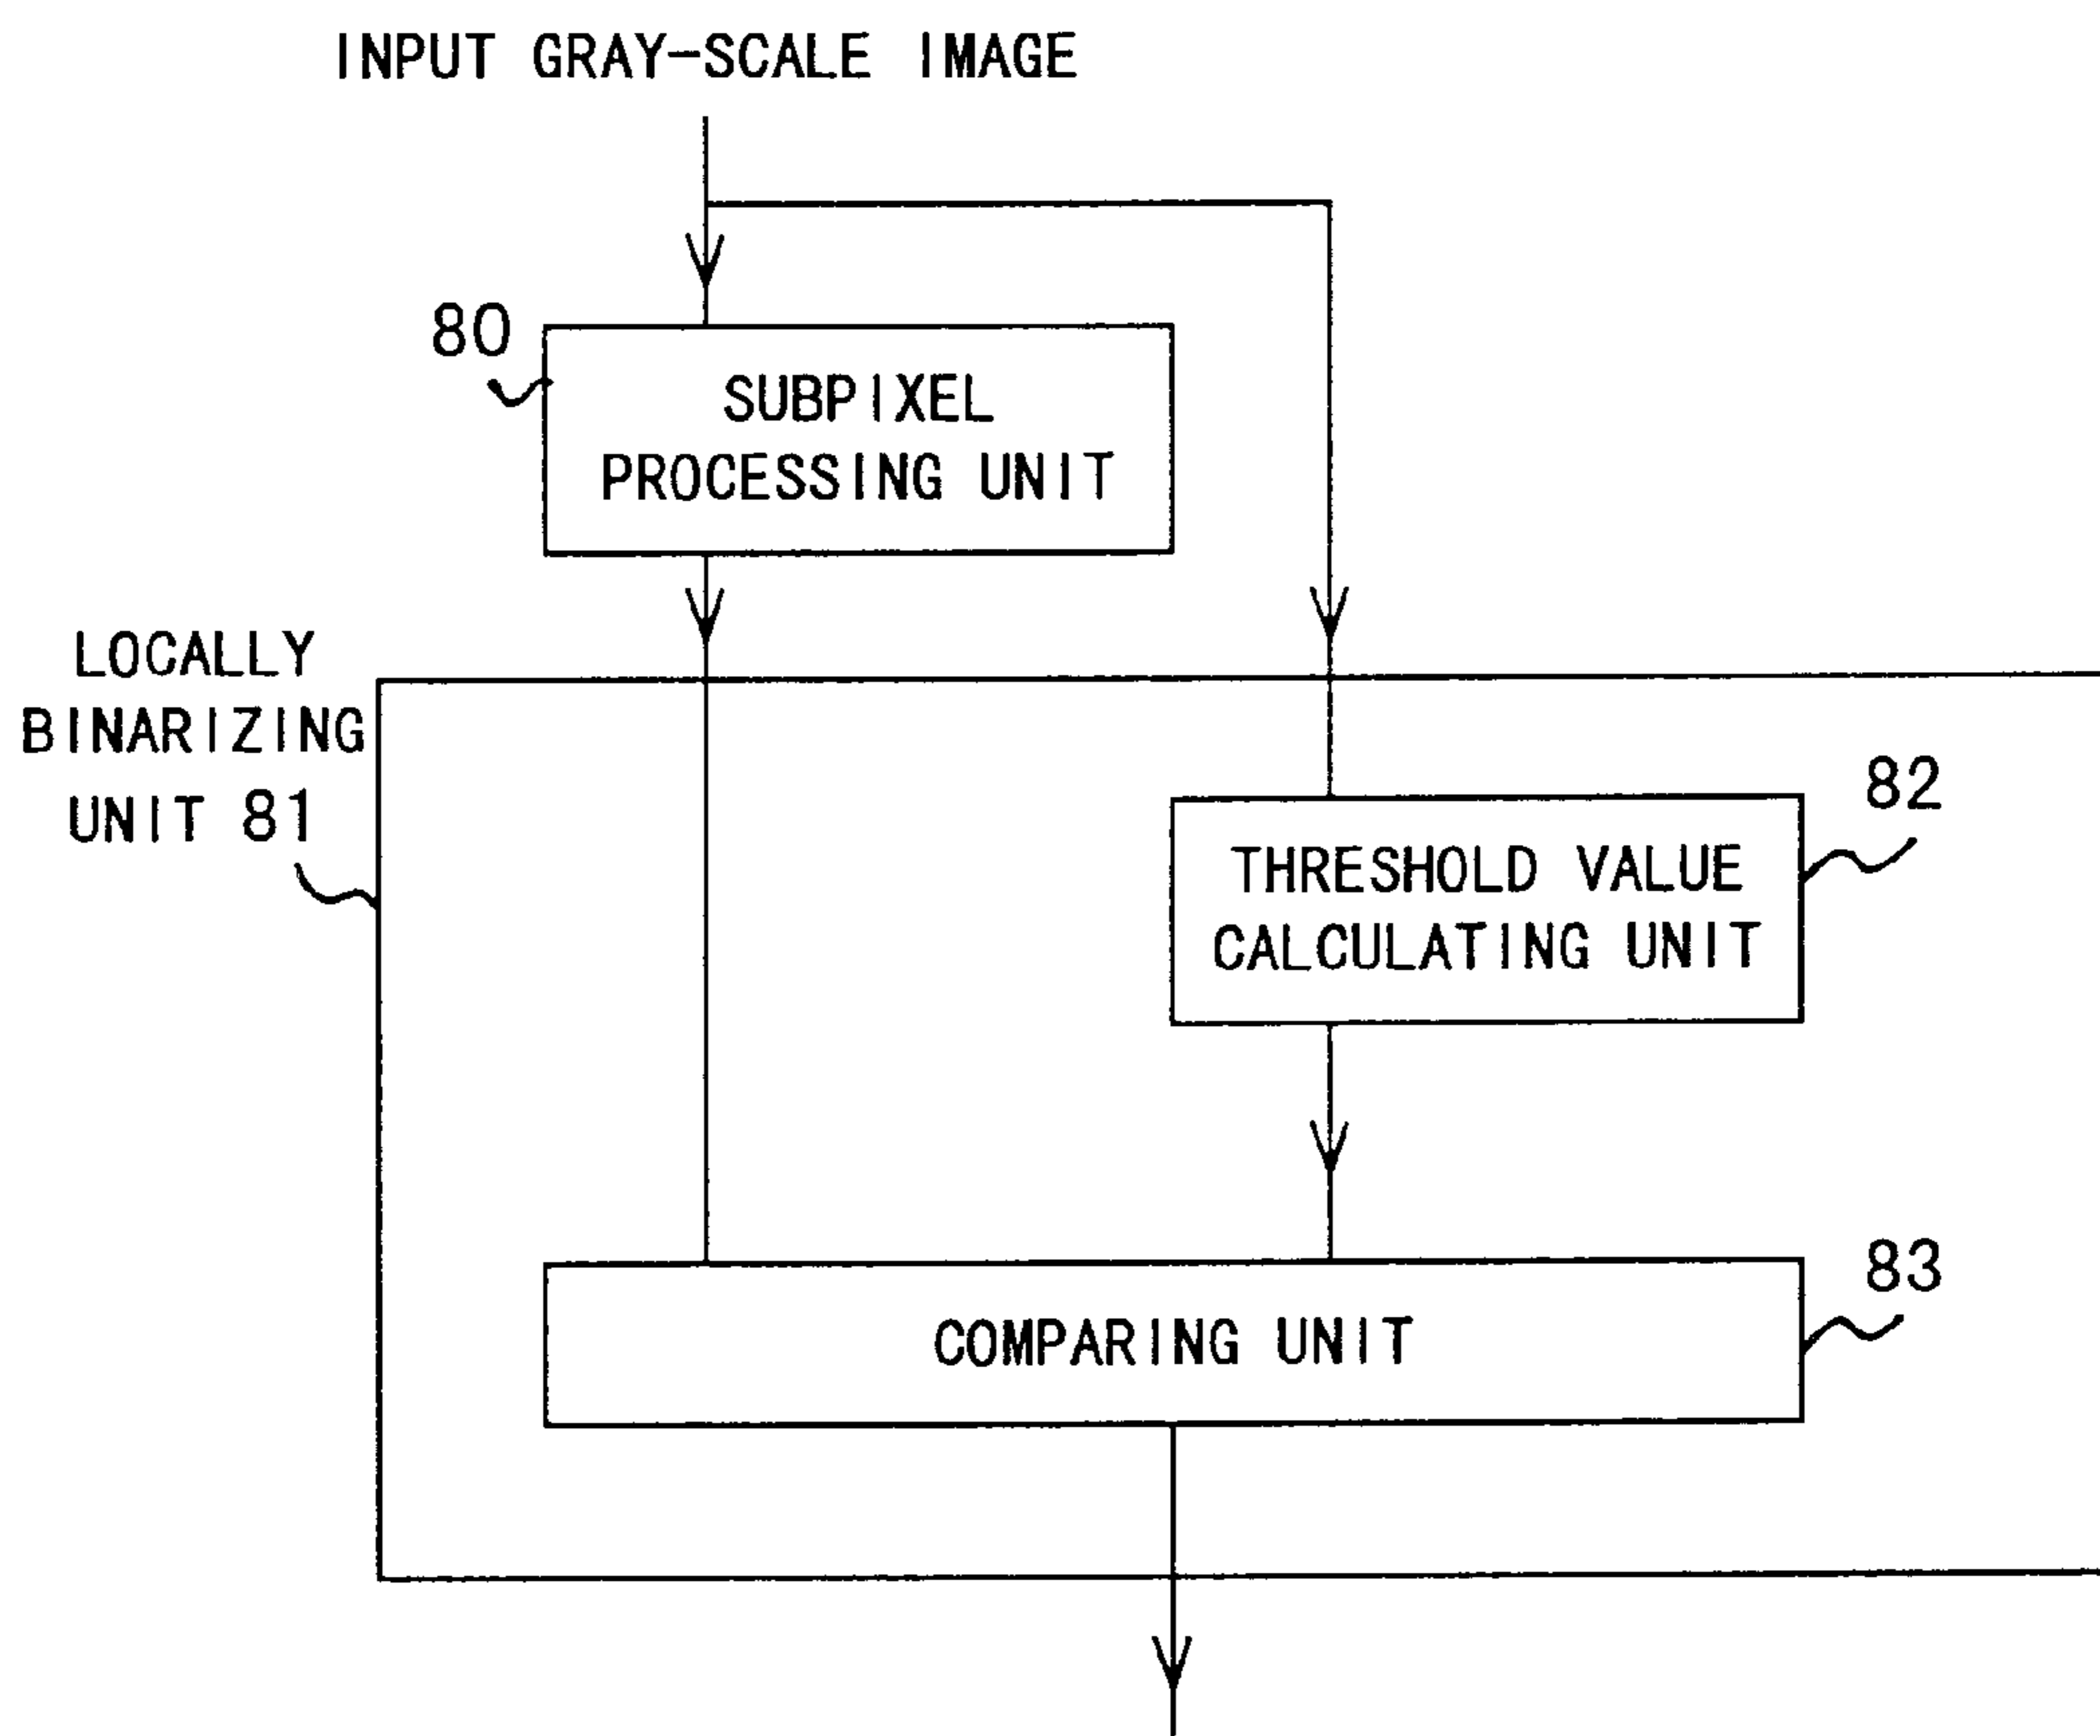 INPUT GRAY-SCALE IMAGE
80
SUBPIXEL
PROCESSING UNIT
LOCALLY
BINARIZING
UNIT 81
82
THRESHOLD VALUE
CALCULATING UNIT
83
COMPARING UNIT